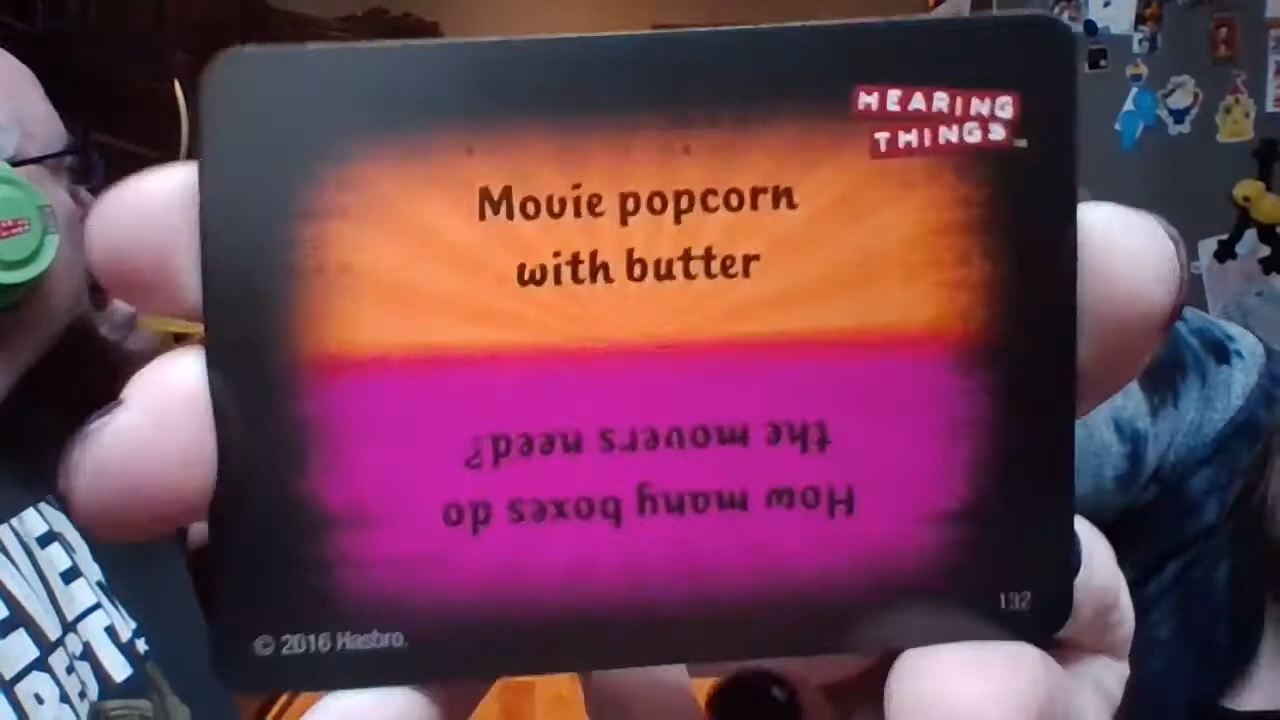 HEARING
THINGS
Movie popcorn
with butter
How many boxes do
the movers need?
132
© 2016 Hasbro.